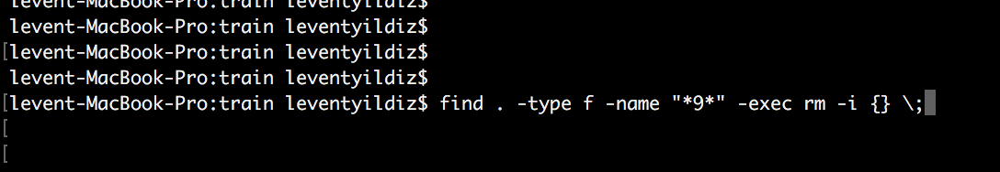 levent-MacBook-Pro:train leventyildiz$
levent-MacBook-Pro:train leventyildiz$
[levent-MacBook-Pro:train leventyildiz$
levent-MacBook-Pro:train leventyildiz$
[levent-MacBook-Pro:train leventyildiz$ find . -type f -name "*9*" -exec rm -i {} \;
[
[